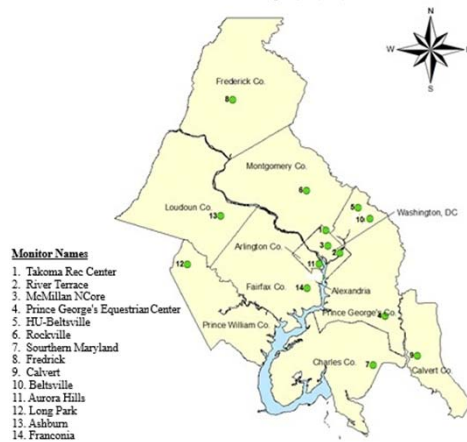 N
W
E
S
Frederick Co.
8
Montgomery Co.
6
Loudoun Co.
13
5
10
Washington, DC
1
3
2
Arlington Co.
11
12
Fairfax Co.
14
Alexandria
Prince George's Co.
4
Prince William Co.
Charles Co.
7
9
Calvert Co.
Monitor Names
1. Takoma Rec Center
2. River Terrace
3. McMillan NCore
4. Prince George's Equestrian Center
5. HU-Beltsville
6. Rockville
7. Sourthern Maryland
8. Fredrick
9. Calvert
10. Beltsville
11. Aurora Hills
12. Long Park
13. Ashburn
14. Franconia